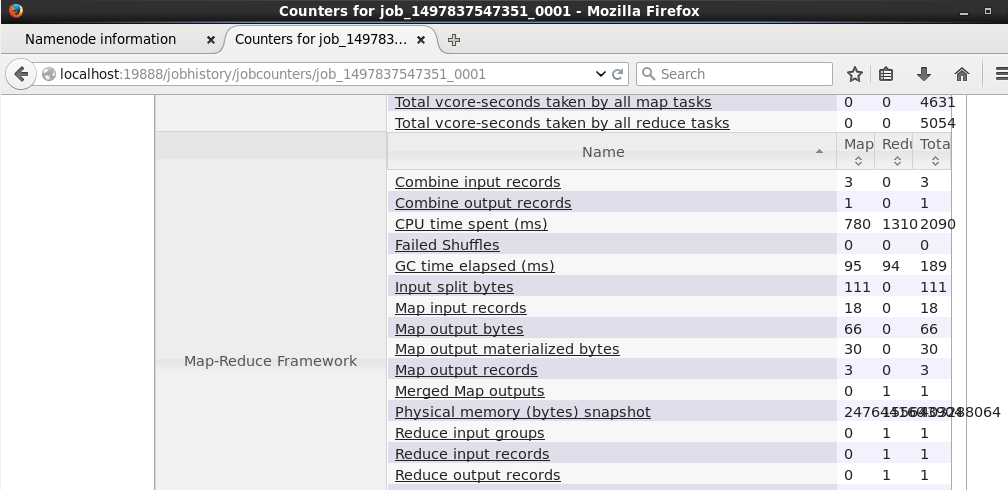 Counters for job_1497837547351_0001 - Mozilla Firefox
Namenode information × Counters for job_149783... ×
localhost:19888/jobhistory/jobcounters/job_1497837547351_0001 Search
Total vcore-seconds taken by all map tasks 0 0 4631
Total vcore-seconds taken by all reduce tasks 0 0 5054
Name Map Redu Tota
Combine input records 3 0 3
Combine output records 1 0 1
CPU time spent (ms) 780 1310 2090
Failed Shuffles 0 0 0
GC time elapsed (ms) 95 94 189
Input split bytes 111 0 111
Map input records 18 0 18
Map output bytes 66 0 66
Map-Reduce Framework
Map output materialized bytes 30 0 30
Map output records 3 0 3
Merged Map outputs 0 1 1
Physical memory (bytes) snapshot
Reduce input groups 0 1 1
Reduce input records 0 1 1
Reduce output records 0 1 1